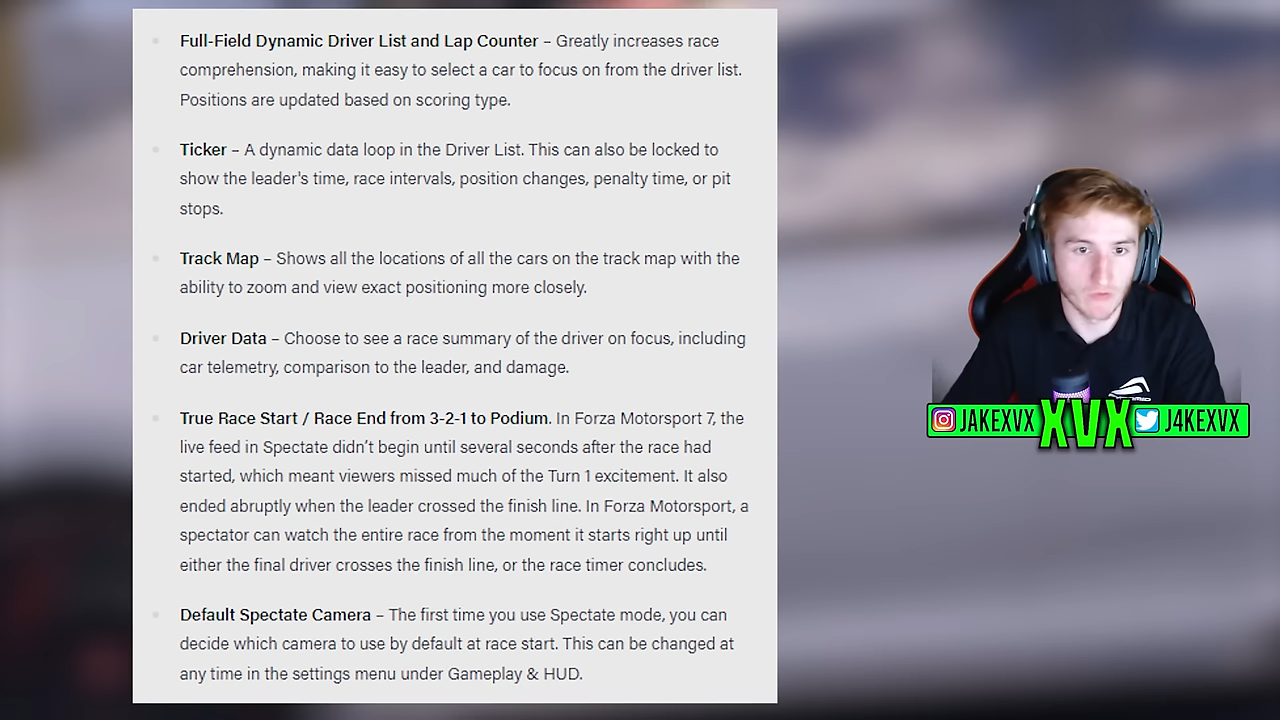 Full-Field Dynamic Driver List and Lap Counter – Greatly increases race
comprehension, making it easy to select a car to focus on from the driver list.
Positions are updated based on scoring type.
Ticker – A dynamic data loop in the Driver List. This can also be locked to
show the leader's time, race intervals, position changes, penalty time, or pit
stops.
Track Map – Shows all the locations of all the cars on the track map with the
ability to zoom and view exact positioning more closely.
Driver Data – Choose to see a race summary of the driver on focus, including
car telemetry, comparison to the leader, and damage.
True Race Start / Race End from 3-2-1 to Podium. In Forza Motorsport 7, the
live feed in Spectate didn’t begin until several seconds after the race had
started, which meant viewers missed much of the Turn 1 excitement. It also
ended abruptly when the leader crossed the finish line. In Forza Motorsport, a
spectator can watch the entire race from the moment it starts right up until
either the final driver crosses the finish line, or the race timer concludes.
Default Spectate Camera – The first time you use Spectate mode, you can
decide which camera to use by default at race start. This can be changed at
any time in the settings menu under Gameplay & HUD.
JAKEXVX XVX J4KEXVX